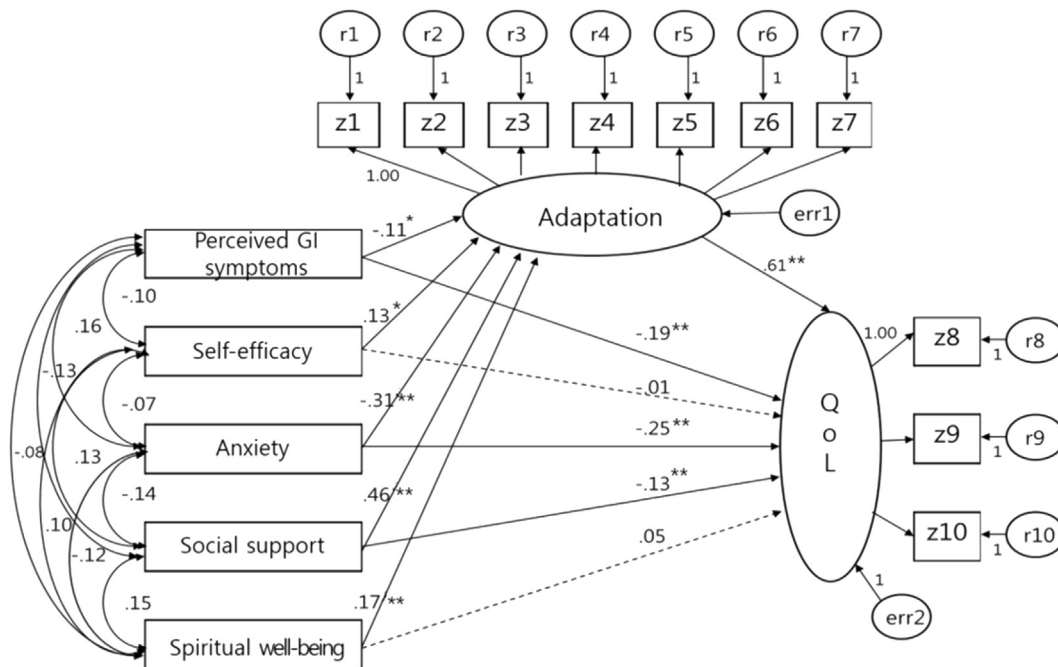 r1 r2 r3 r4 r5 r6 r7
1 1 1 1 1 1 1
z1 z2 z3 z4 z5 z6 z7
1.00
Adaptation
err1
Perceived GI
symptoms
-.11*
.61**
-.10
.16
.13*
-.19**
1.00
z8
1
r8
Self-efficacy
-.13
-.01
-.07
-.31**
Q
o
L
Anxiety
-.25**
z9
1
r9
-.08
.13
-.14
.46**
-.13**
.10
-.12
Social support
.05
z10
1
r10
.15
.17**
1
err2
Spiritual well-being